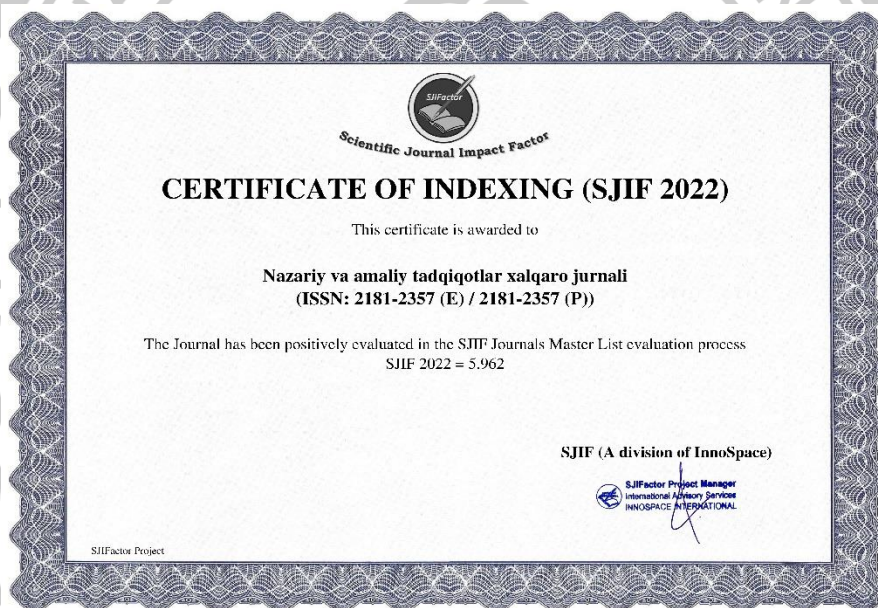 SJIFactor
Scientific Journal Impact Factor
CERTIFICATE OF INDEXING (SJIF 2022)
This certificate is awarded to
Nazariy va amaliy tadqiqotlar xalqaro jurnali
(ISSN: 2181-2357 (E) / 2181-2357 (P))
The Journal has been positively evaluated in the SJIF Journals Master List evaluation process
SJIF 2022 = 5.962
SJIF (A division of InnoSpace)
SJIFactor Project Manager
International Advisory Services
INNOSPACE INTERNATIONAL
SJIFactor Project